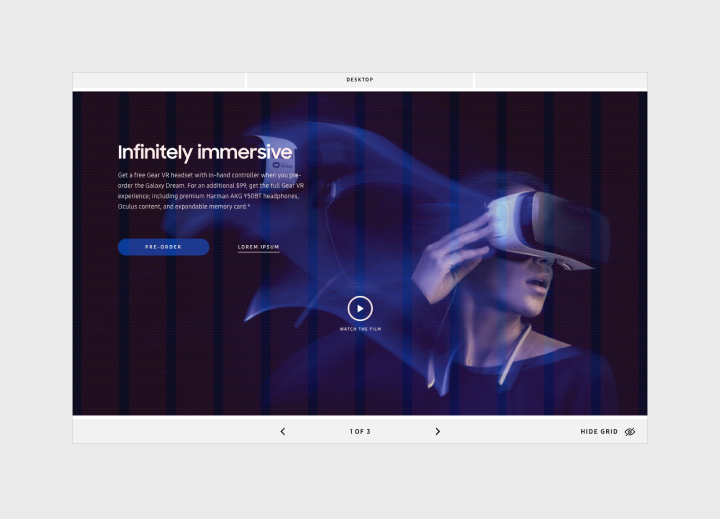 DESKTOP
Infinitely immersive
Get a free Gear VR headset with in-hand controller when you pre-
order the Galaxy Dream. For an additional $99, get the full Gear VR
experience; including premium Harman AKG Y50BT headphones,
Oculus content, and expandable memory card.*
PRE-ORDER
LOREM IPSUM
WATCH THE FILM
1 OF 3
HIDE GRID